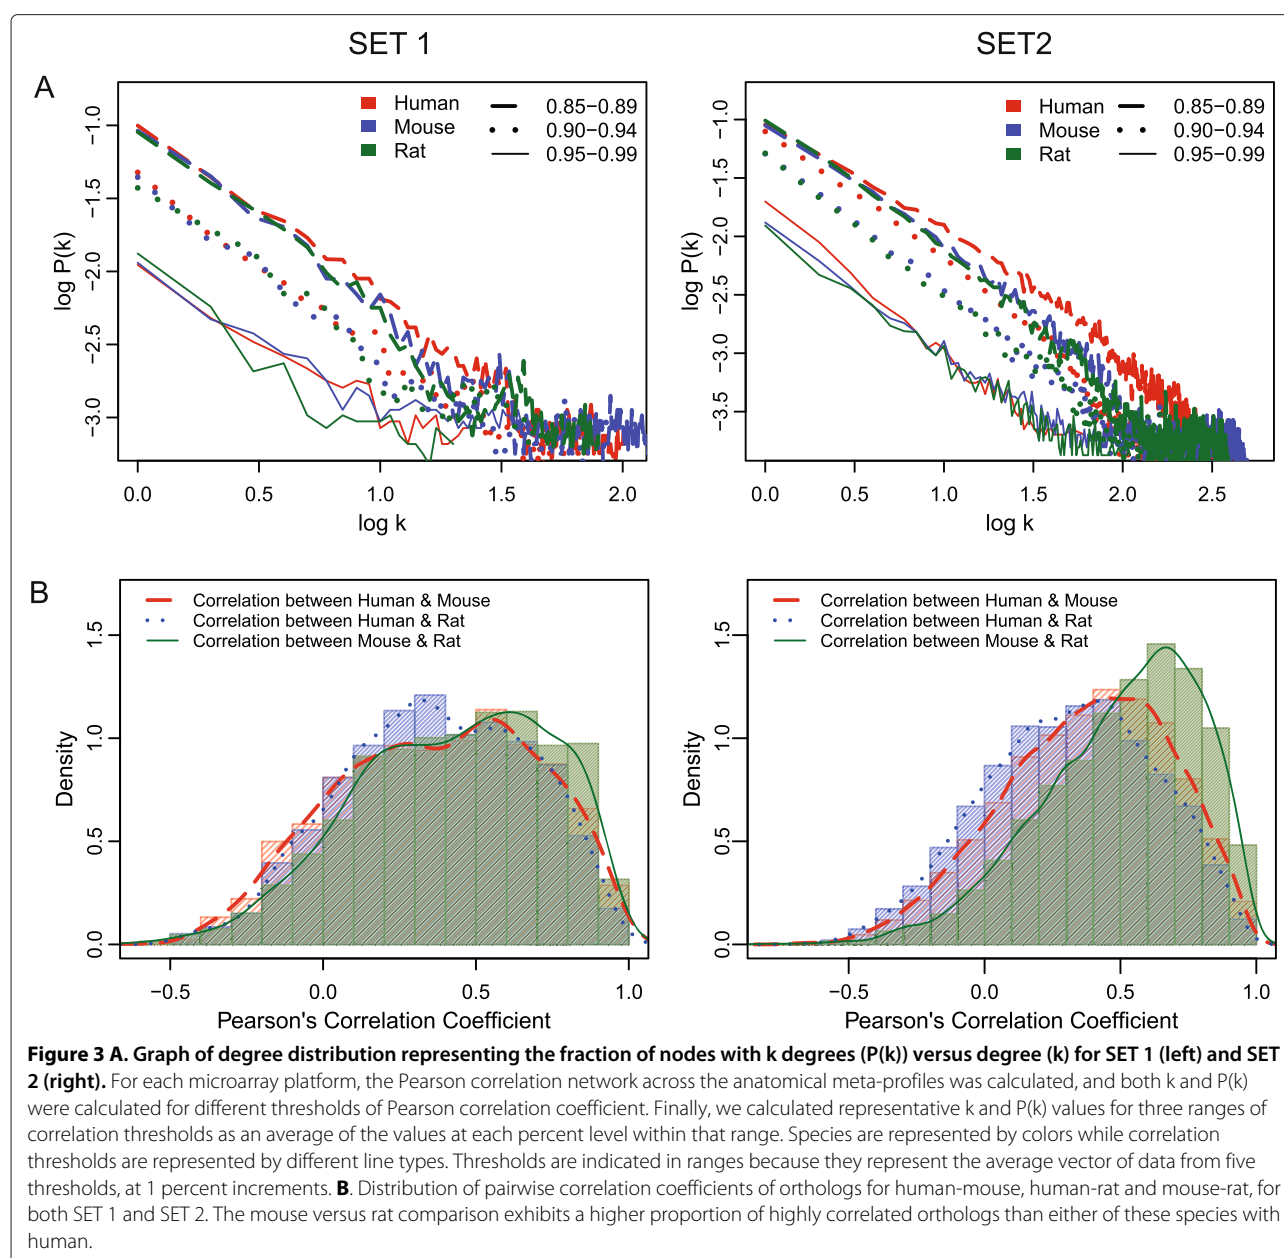 SET 1
SET2
A
Human
Mouse
Rat
0.85−0.89
0.90−0.94
0.95−0.99
log P(k)
−1.0
−1.5
−2.0
−2.5
−3.0
0.0 0.5 1.0 1.5 2.0
log k
Human
Mouse
Rat
0.85−0.89
0.90−0.94
0.95−0.99
log P(k)
−1.0
−1.5
−2.0
−2.5
−3.0
−3.5
0.0 0.5 1.0 1.5 2.0 2.5
log k
B
Correlation between Human & Mouse
Correlation between Human & Rat
Correlation between Mouse & Rat
Density
1.5
1.0
0.5
0.0
−0.5 0.0 0.5 1.0
Pearson's Correlation Coefficient
Correlation between Human & Mouse
Correlation between Human & Rat
Correlation between Mouse & Rat
Density
1.5
1.0
0.5
0.0
−0.5 0.0 0.5 1.0
Pearson's Correlation Coefficient
Figure 3 A. Graph of degree distribution representing the fraction of nodes with k degrees (P(k)) versus degree (k) for SET 1 (left) and SET
2 (right). For each microarray platform, the Pearson correlation network across the anatomical meta-profiles was calculated, and both k and P(k)
were calculated for different thresholds of Pearson correlation coefficient. Finally, we calculated representative k and P(k) values for three ranges of
correlation thresholds as an average of the values at each percent level within that range. Species are represented by colors while correlation
thresholds are represented by different line types. Thresholds are indicated in ranges because they represent the average vector of data from five
thresholds, at 1 percent increments. B. Distribution of pairwise correlation coefficients of orthologs for human-mouse, human-rat and mouse-rat, for
both SET 1 and SET 2. The mouse versus rat comparison exhibits a higher proportion of highly correlated orthologs than either of these species with
human.